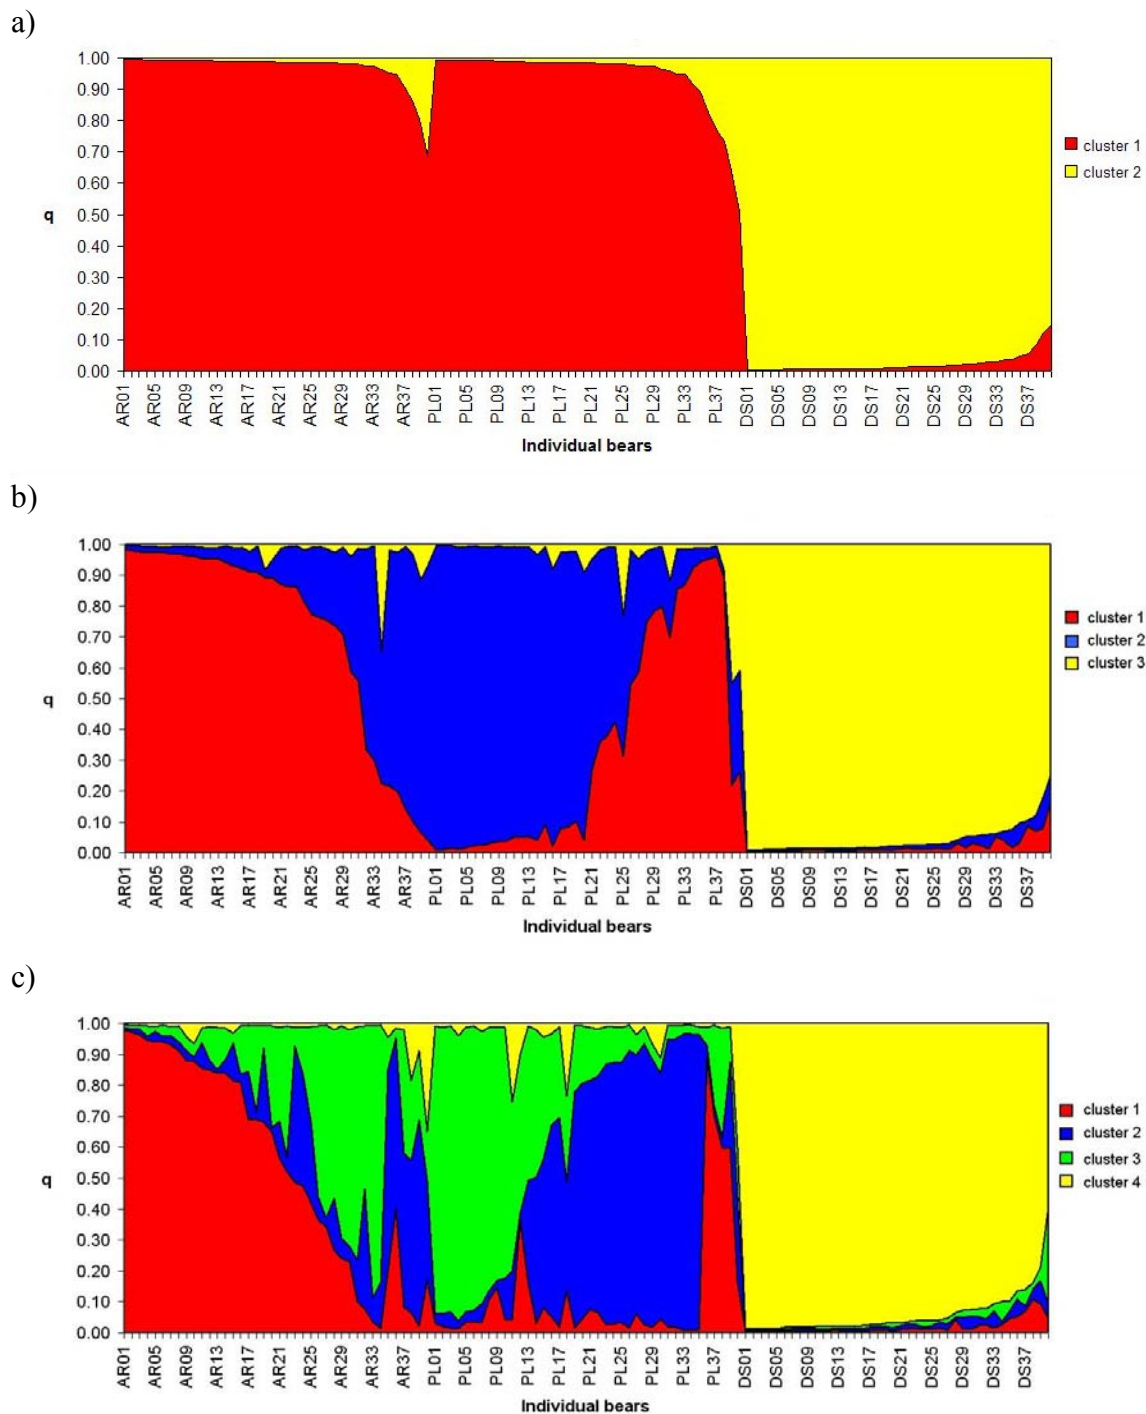 a)
1.00
0.90
0.80
0.70
0.60
0.50
0.40
0.30
0.20
0.10
0.00
q
AR01 AR05 AR09 AR13 AR17 AR21 AR25 AR29 AR33 AR37 PL01 PL05 PL09 PL13 PL17 PL21 PL25 PL29 PL33 PL37 DS01 DS05 DS09 DS13 DS17 DS21 DS25 DS29 DS33 DS37
Individual bears
cluster 1
cluster 2
b)
1.00
0.90
0.80
0.70
0.60
0.50
0.40
0.30
0.20
0.10
0.00
q
AR01 AR05 AR09 AR13 AR17 AR21 AR25 AR29 AR33 AR37 PL01 PL05 PL09 PL13 PL17 PL21 PL25 PL29 PL33 PL37 DS01 DS05 DS09 DS13 DS17 DS21 DS25 DS29 DS33 DS37
Individual bears
cluster 1
cluster 2
cluster 3
c)
1.00
0.90
0.80
0.70
0.60
0.50
0.40
0.30
0.20
0.10
0.00
q
AR01 AR05 AR09 AR13 AR17 AR21 AR25 AR29 AR33 AR37 PL01 PL05 PL09 PL13 PL17 PL21 PL25 PL29 PL33 PL37 DS01 DS05 DS09 DS13 DS17 DS21 DS25 DS29 DS33 DS37
Individual bears
cluster 1
cluster 2
cluster 3
cluster 4